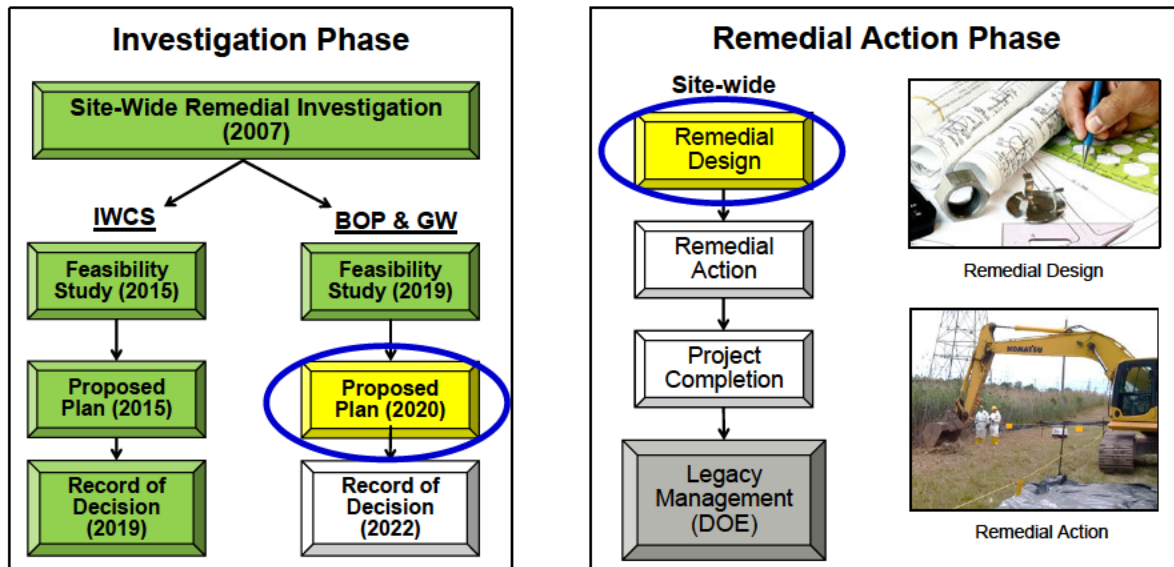 Investigation Phase
Site-Wide Remedial Investigation
(2007)
IWCS
BOP & GW
Feasibility
Study (2015)
Feasibility
Study (2019)
Proposed
Plan (2015)
Proposed
Plan (2020)
Record of
Decision
(2019)
Record of
Decision
(2022)
Remedial Action Phase
Site-wide
Remedial
Design
Remedial
Action
Project
Completion
Legacy
Management
(DOE)
Remedial Design
KOMATSU
Remedial Action